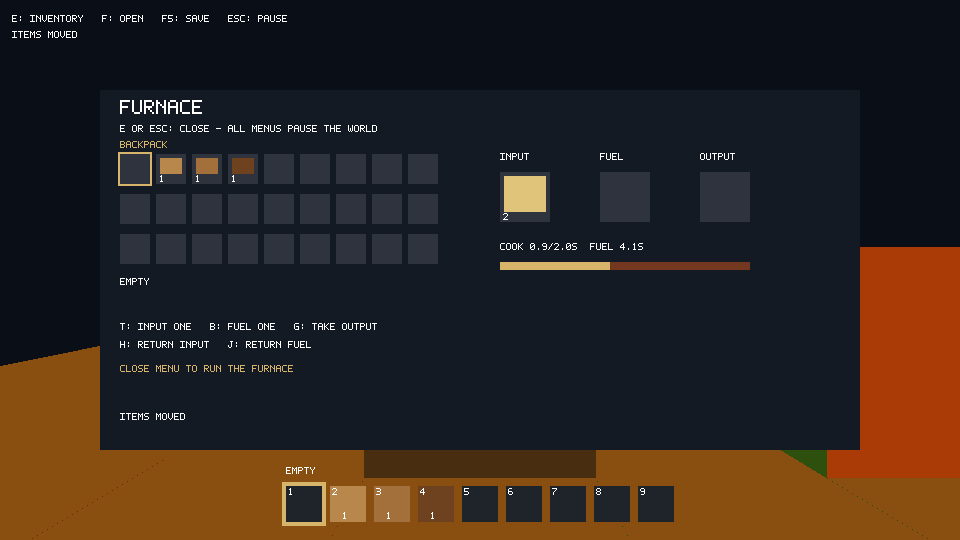 E: INVENTORY   F: OPEN   F5: SAVE   ESC: PAUSE
ITEMS MOVED
FURNACE
E OR ESC: CLOSE - ALL MENUS PAUSE THE WORLD
BACKPACK
1 1 1
EMPTY
INPUT   FUEL   OUTPUT
2
COOK 0.9/2.0S  FUEL 4.1S
T: INPUT ONE   B: FUEL ONE   G: TAKE OUTPUT
H: RETURN INPUT   J: RETURN FUEL
CLOSE MENU TO RUN THE FURNACE
ITEMS MOVED
EMPTY
1 2 3 4 5 6 7 8 9
1 1 1